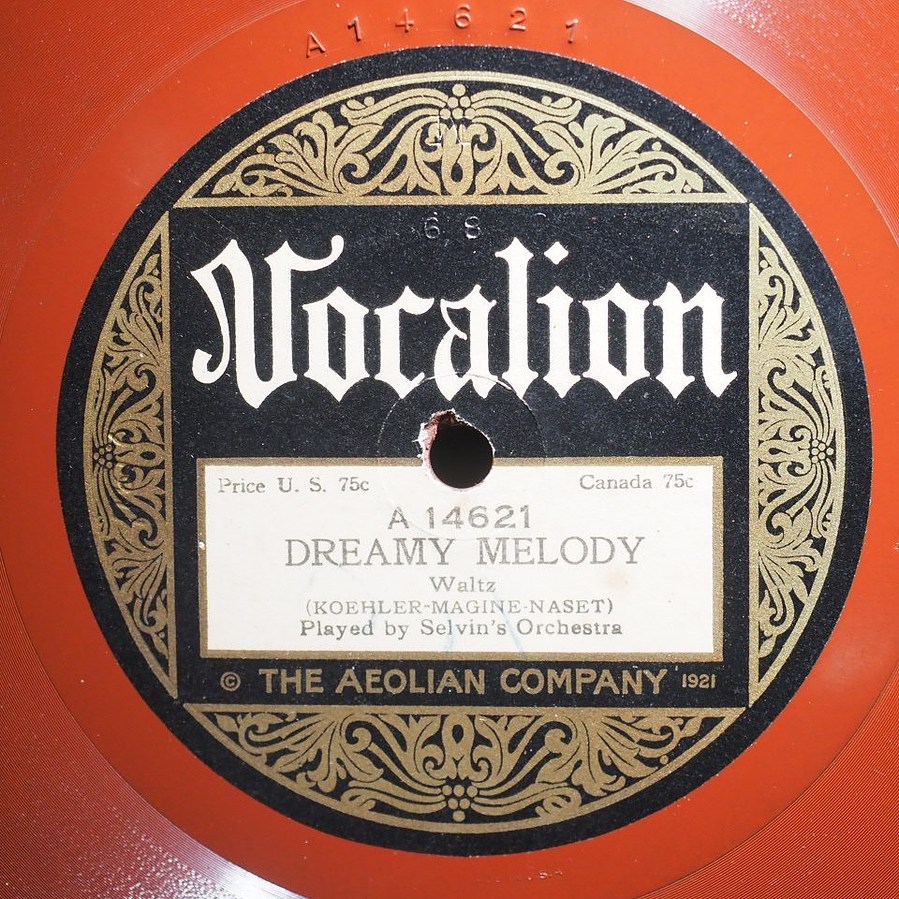 A 14621
68
Vocalion
Price U. S. 75c Canada 75c
A 14621
DREAMY MELODY
Waltz
(KOEHLER-MAGINE-NASET)
Played by Selvin's Orchestra
© THE AEOLIAN COMPANY 1921